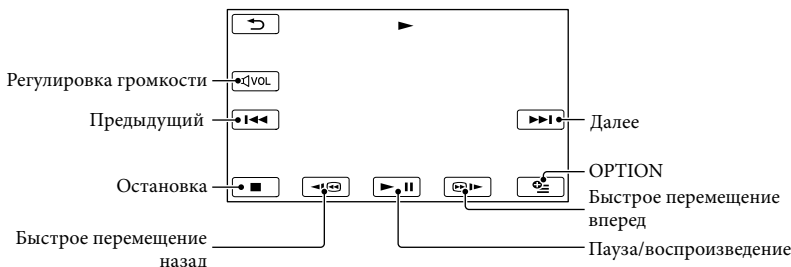 Регулировка громкости
VOL
Предыдущий
Далее
Остановка
OPTION
Быстрое перемещение
вперед
Быстрое перемещение
назад
Пауза/воспроизведение